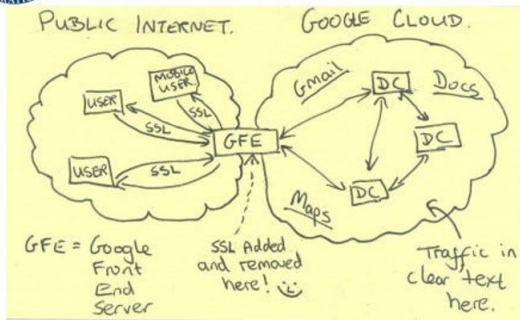 PUBLIC INTERNET.
GOOGLE CLOUD.
MOBILE
USER.
USER
SSL
SSL
USER
SSL
GFE
Gmail
DC
Docs
DC
DC
Maps
GFE = Google
Front
End
Server
SSL Added
and removed
here!
Traffic in
clear text
here.